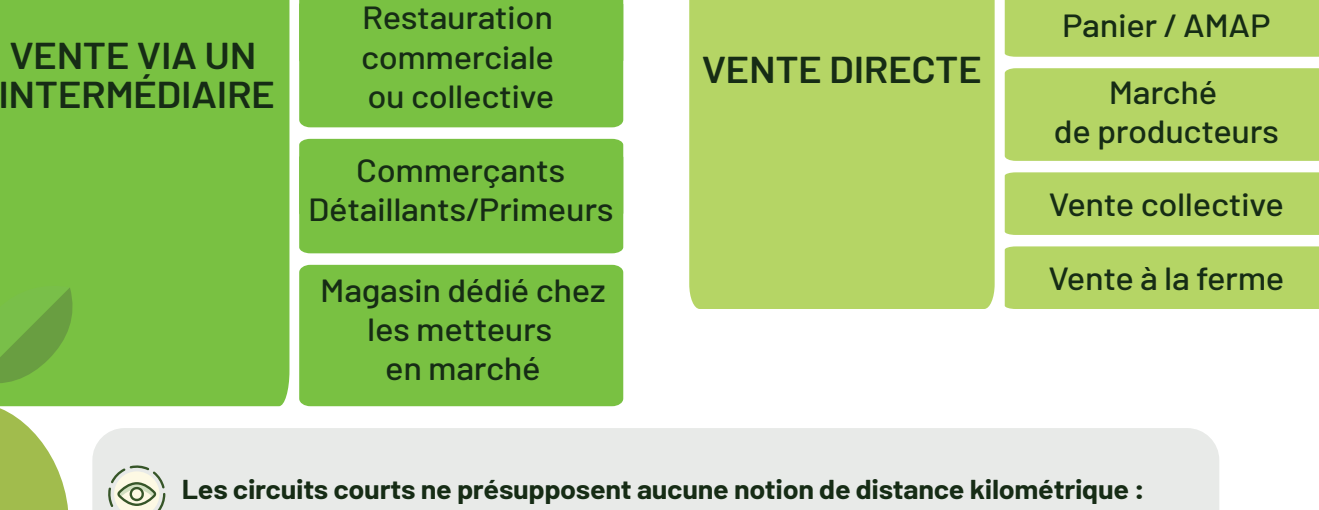 VENTE VIA UN
INTERMÉDIAIRE
Restauration
commerciale
ou collective
Commerçants
Détaillants/Primeurs
Magasin dédié chez
les metteurs
en marché
VENTE DIRECTE
Panier / AMAP
Marché
de producteurs
Vente collective
Vente à la ferme
Les circuits courts ne présupposent aucune notion de distance kilométrique :